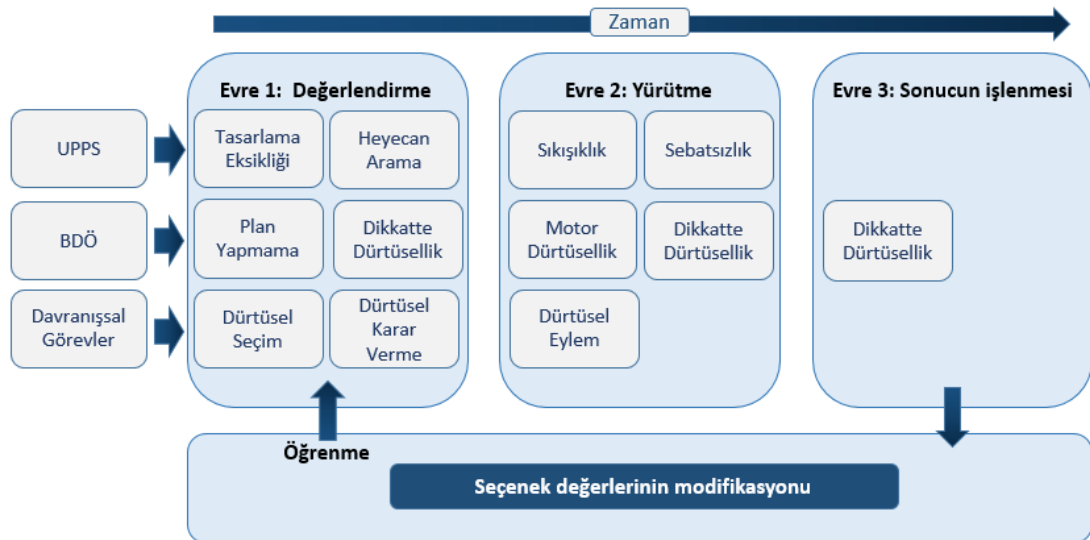 Zaman
Evre 1:  Değerlendirme
Evre 2: Yürütme
Evre 3: Sonucun işlenmesi
UPPS
Tasarlama
Eksikliği
Heyecan
Arama
Sıkışıklık
Sebatsızlık
BDÖ
Plan
Yapmama
Dikkatte
Dürtüsellik
Motor
Dürtüsellik
Dikkatte
Dürtüsellik
Dikkatte
Dürtüsellik
Davranışsal
Görevler
Dürtüsel
Seçim
Dürtüsel
Karar
Verme
Dürtüsel
Eylem
Öğrenme
Seçenek değerlerinin modifikasyonu